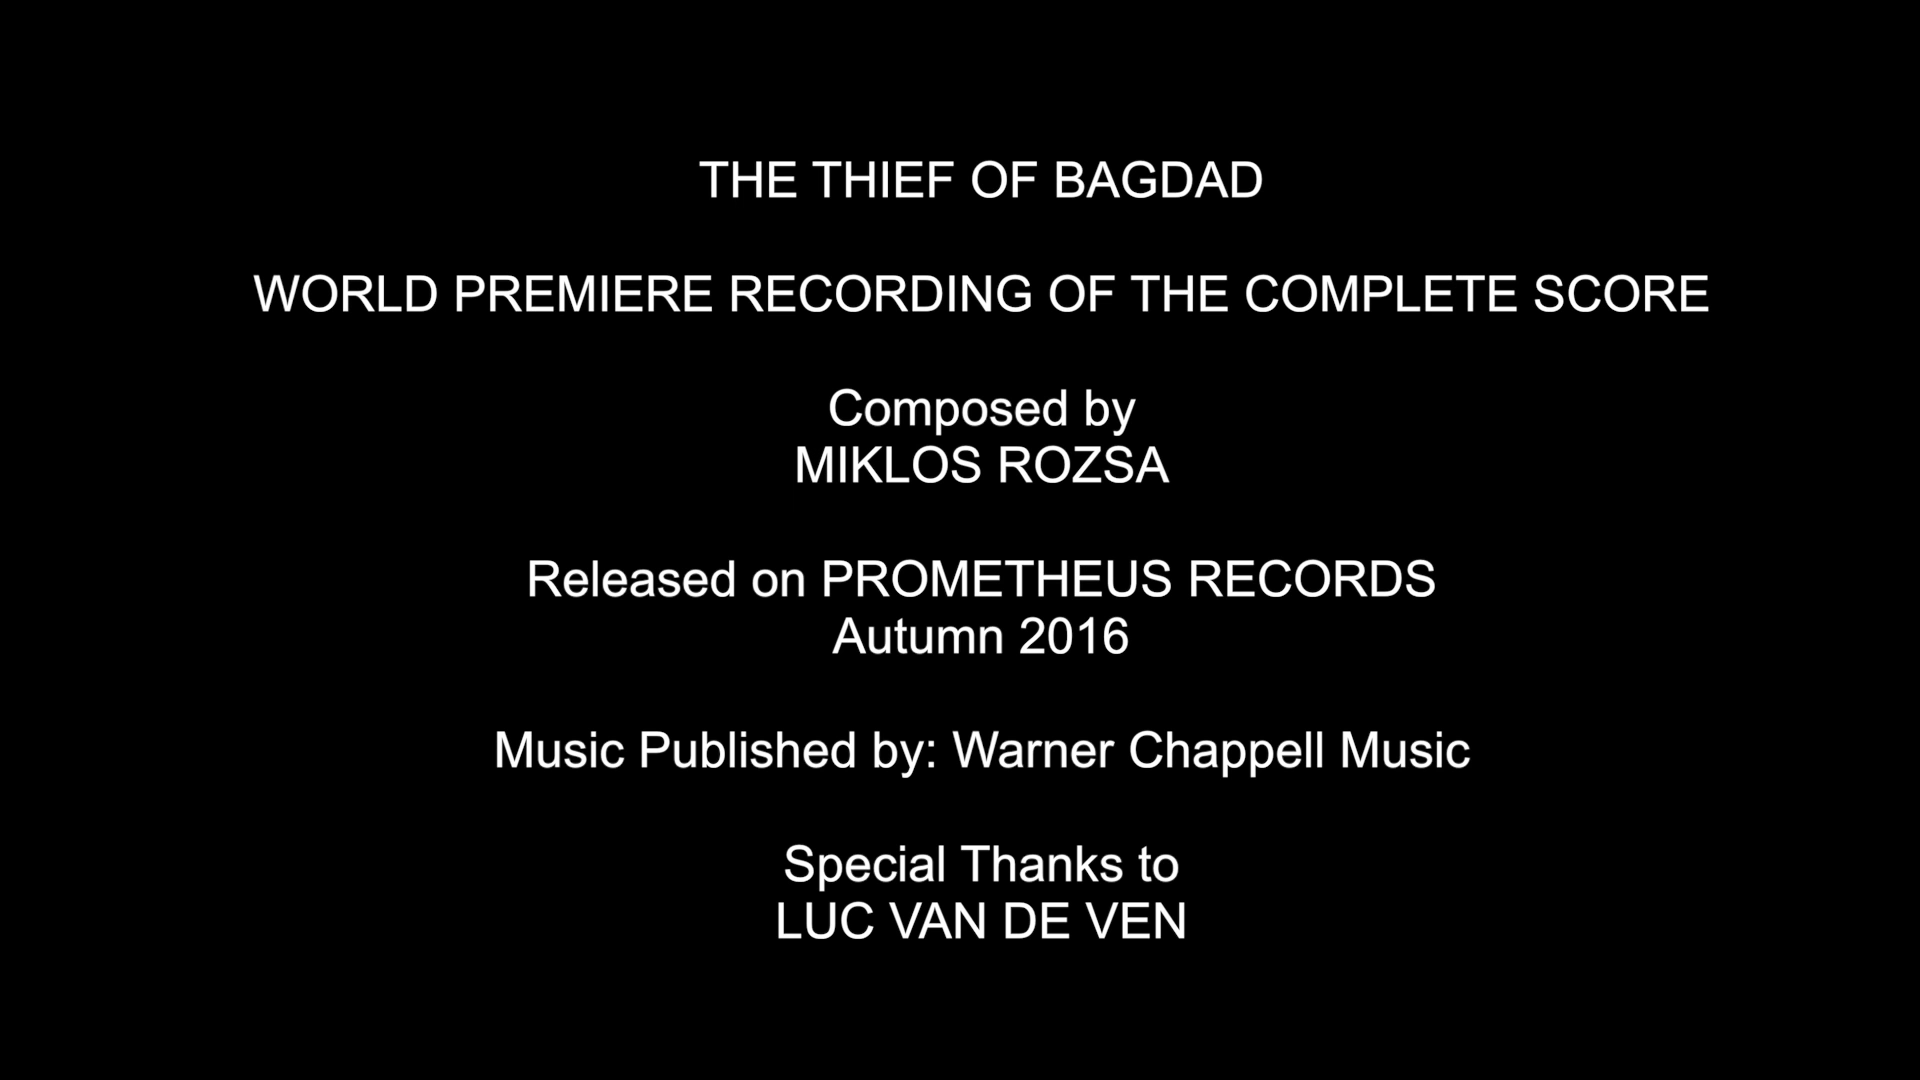 THE THIEF OF BAGDAD
WORLD PREMIERE RECORDING OF THE COMPLETE SCORE
Composed by
MIKLOS ROZSA
Released on PROMETHEUS RECORDS
Autumn 2016
Music Published by: Warner Chappell Music
Special Thanks to
LUC VAN DE VEN